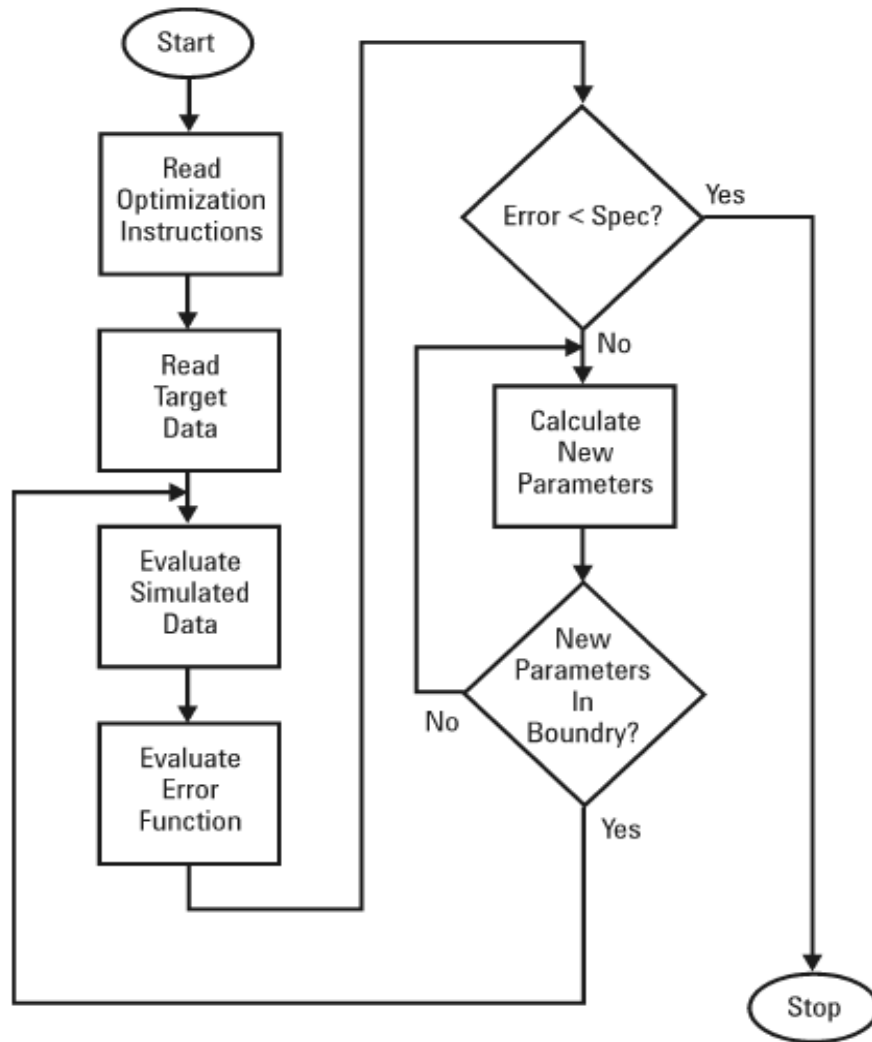 Start
Read
Optimization
Instructions
Read
Target
Data
Evaluate
Simulated
Data
Evaluate
Error
Function
Error < Spec?
Yes
No
Calculate
New
Parameters
New
Parameters
In
Boundry?
No
Yes
Stop